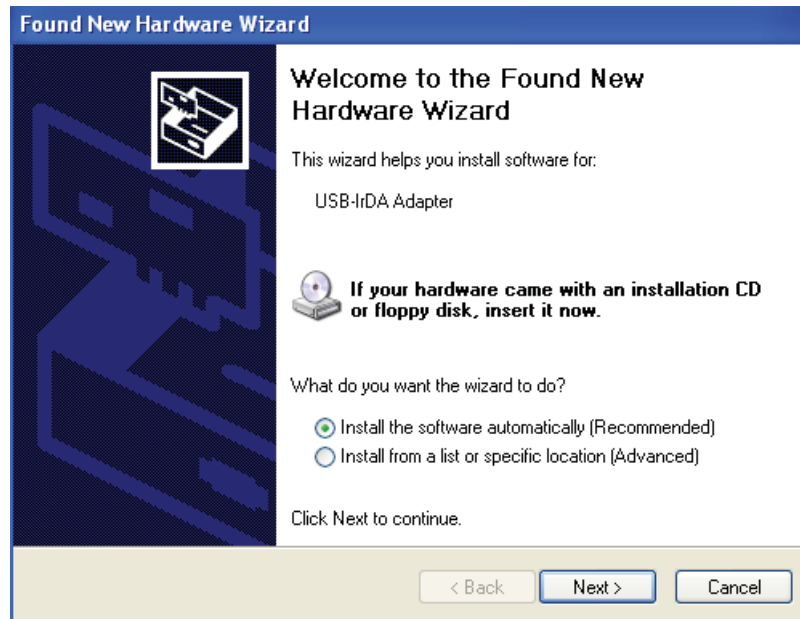 Found New Hardware Wizard
Welcome to the Found New
Hardware Wizard
This wizard helps you install software for:
USB-IrDA Adapter
If your hardware came with an installation CD
or floppy disk, insert it now.
What do you want the wizard to do?
Install the software automatically (Recommended)
Install from a list or specific location (Advanced)
Click Next to continue.
< Back
Next >
Cancel